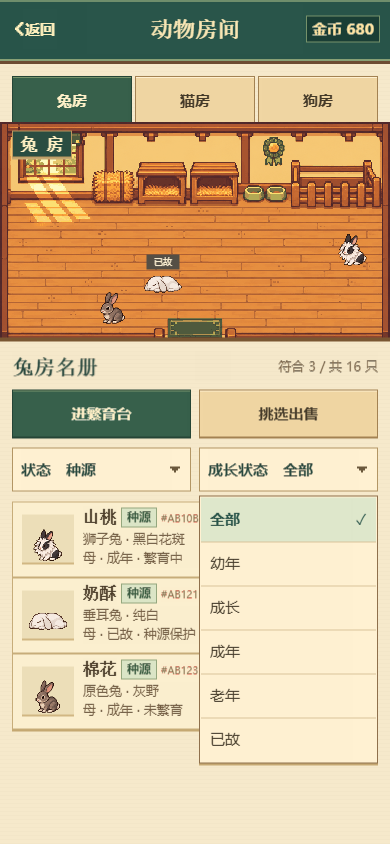 返回
动物房间
金币 680
兔房
猫房
狗房
兔 房
已故
兔房名册
符合 3 / 共 16 只
进繁育台
挑选出售
状态 种源
成长状态 全部
山桃 种源 #AB10B
狮子兔 · 黑白花斑
母 · 成年 · 繁育中
奶酥 种源 #AB121
垂耳兔 · 纯白
母 · 已故 · 种源保护
棉花 种源 #AB123
原色兔 · 灰野
母 · 成年 · 未繁育
全部
幼年
成长
成年
老年
已故